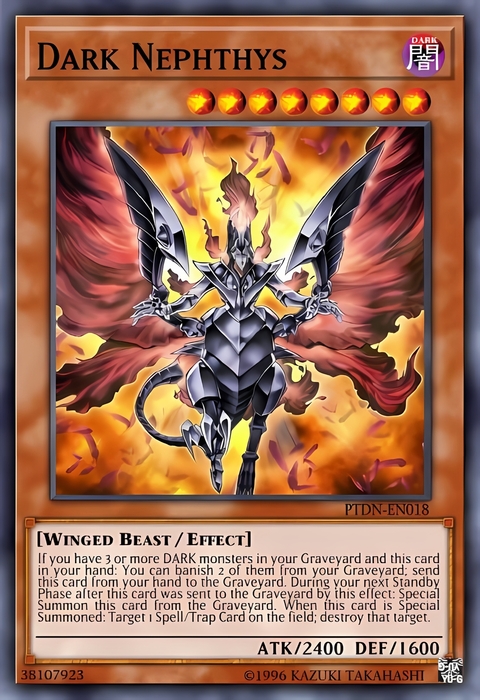 DARK NEPHTHYS
DARK
闇
PTDN-EN018
[WINGED BEAST / EFFECT]
If you have 3 or more DARK monsters in your Graveyard and this card
in your hand: You can banish 2 of them from your Graveyard; send
this card from your hand to the Graveyard. During your next Standby
Phase after this card was sent to the Graveyard by this effect: Special
Summon this card from the Graveyard. When this card is Special
Summoned: Target 1 Spell/Trap Card on the field; destroy that target.
ATK/2400 DEF/1600
38107923
©1996 KAZUKI TAKAHASHI